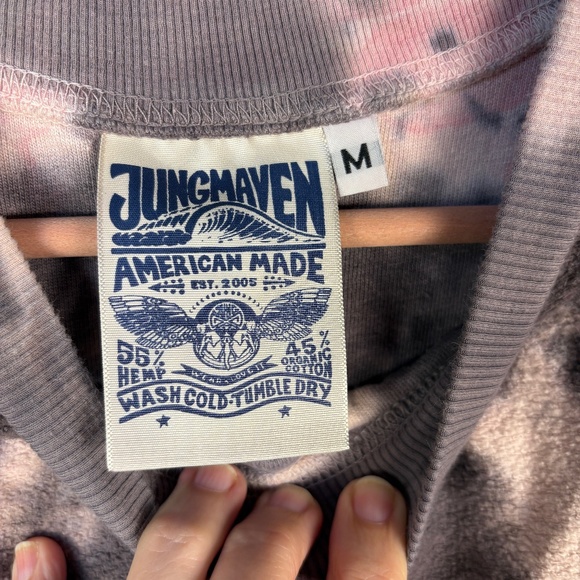 JUNGMAVEN
M
AMERICAN MADE
EST. 2005
55% HEMP
45% ORGANIC COTTON
WASH COLD-TUMBLE DRY